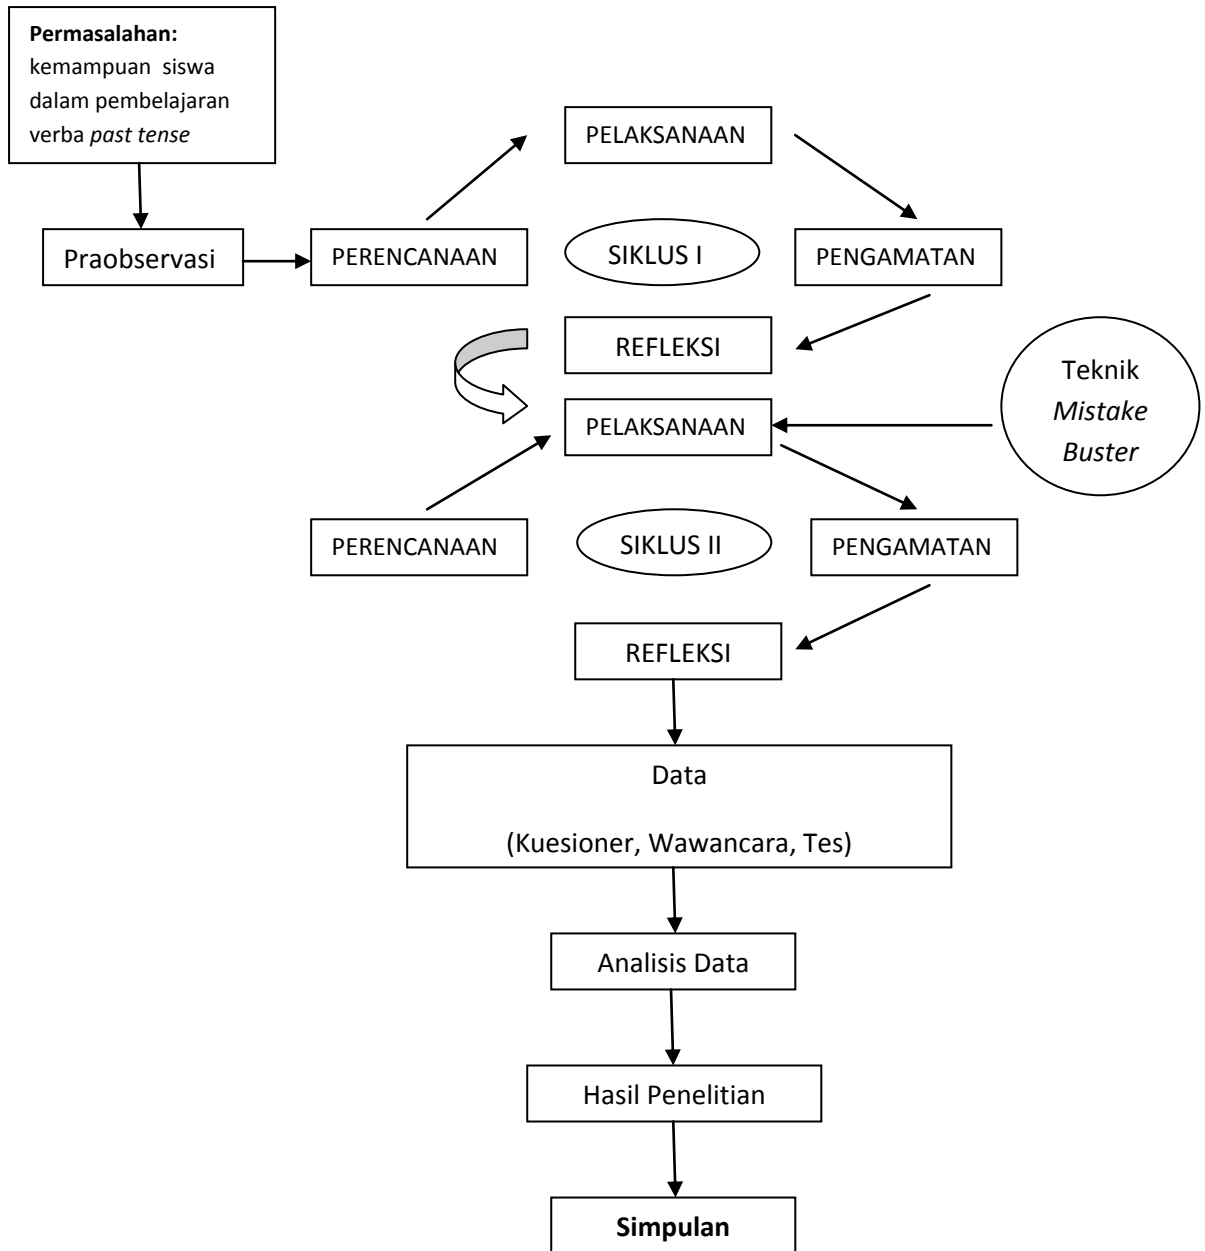 Permasalahan:
kemampuan siswa
dalam pembelajaran
verba past tense
PELAKSANAAN
Praobservasi
PERENCANAAN
SIKLUS I
PENGAMATAN
REFLEKSI
Teknik
Mistake
Buster
PELAKSANAAN
PERENCANAAN
SIKLUS II
PENGAMATAN
REFLEKSI
Data
(Kuesioner, Wawancara, Tes)
Analisis Data
Hasil Penelitian
Simpulan